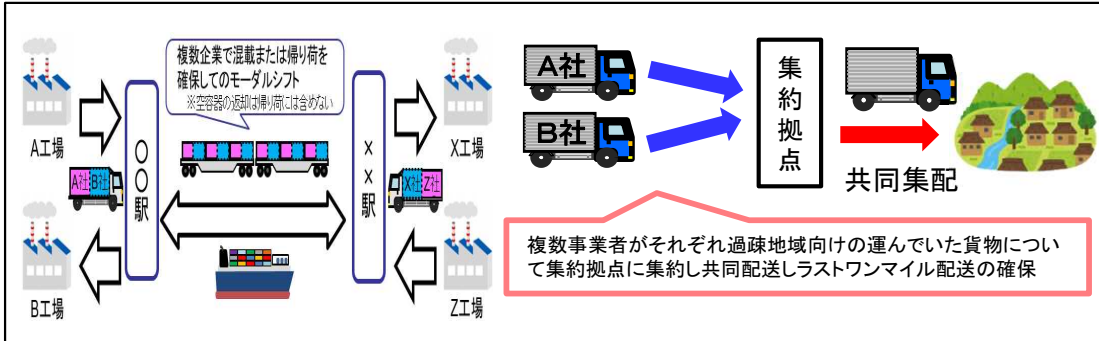 複数企業で混載または帰り荷を
確保してのモーダルシフト
※空容器の返却は帰り荷には含めない
A工場
〇〇駅
A社 B社
B工場
××駅
X工場
X社 Z社
Z工場
A社
B社
集約拠点
共同集配
複数事業者がそれぞれ過疎地域向けの運んでいた貨物につい
て集約拠点に集約し共同配送しラストワンマイル配送の確保